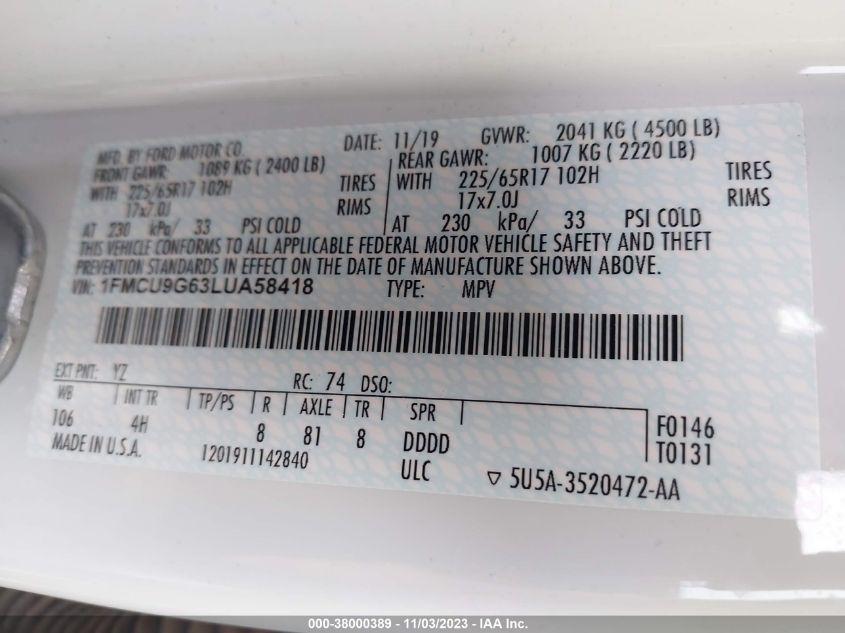 MFD. BY FORD MOTOR CO. DATE: 11/19 GVWR: 2041 KG ( 4500 LB)
FRONT GAWR: 1089 KG ( 2400 LB) REAR GAWR: 1007 KG ( 2220 LB)
WITH 225/65R17 102H TIRES WITH 225/65R17 102H TIRES
17x7.0J RIMS 17x7.0J RIMS
AT 230 kPa/ 33 PSI COLD AT 230 kPa/ 33 PSI COLD
THIS VEHICLE CONFORMS TO ALL APPLICABLE FEDERAL MOTOR VEHICLE SAFETY AND THEFT
PREVENTION STANDARDS IN EFFECT ON THE DATE OF MANUFACTURE SHOWN ABOVE.
VIN: 1FMCU9G63LUA58418 TYPE: MPV
EXT PNT: YZ RC: 74 DSO:
WB INT TR TP/PS R AXLE TR SPR
106 4H 8 81 8 DDDD F0146
MADE IN U.S.A. 1201911142840 ULC T0131
▽ 5U5A-3520472-AA
000-38000389 - 11/03/2023 - IAA Inc.